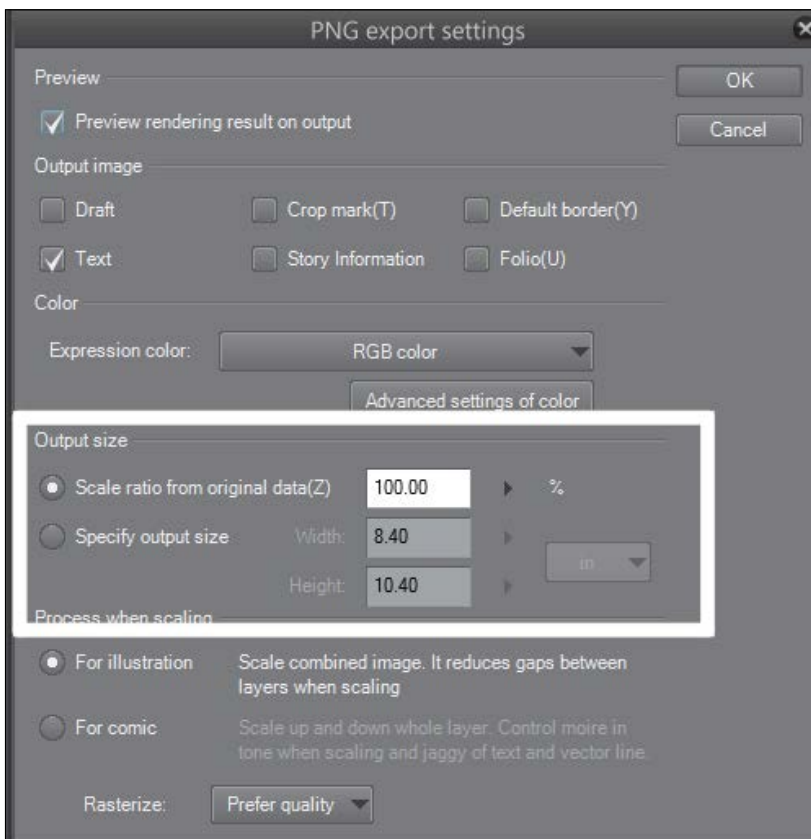 PNG export settings
Preview
OK
Preview rendering result on output
Cancel
Output image
Draft
Crop mark(T)
Default border(Y)
Text
Story Information
Folio(U)
Color
Expression color:
RGB color
Advanced settings of color
Output size
Scale ratio from original data(Z)
100.00
%
Specify output size
Width:
8.40
in
Height:
10.40
Process when scaling
For illustration
Scale combined image. It reduces gaps between
layers when scaling
For comic
Scale up and down whole layer. Control moire in
tone when scaling and jaggy of text and vector line.
Rasterize:
Prefer quality